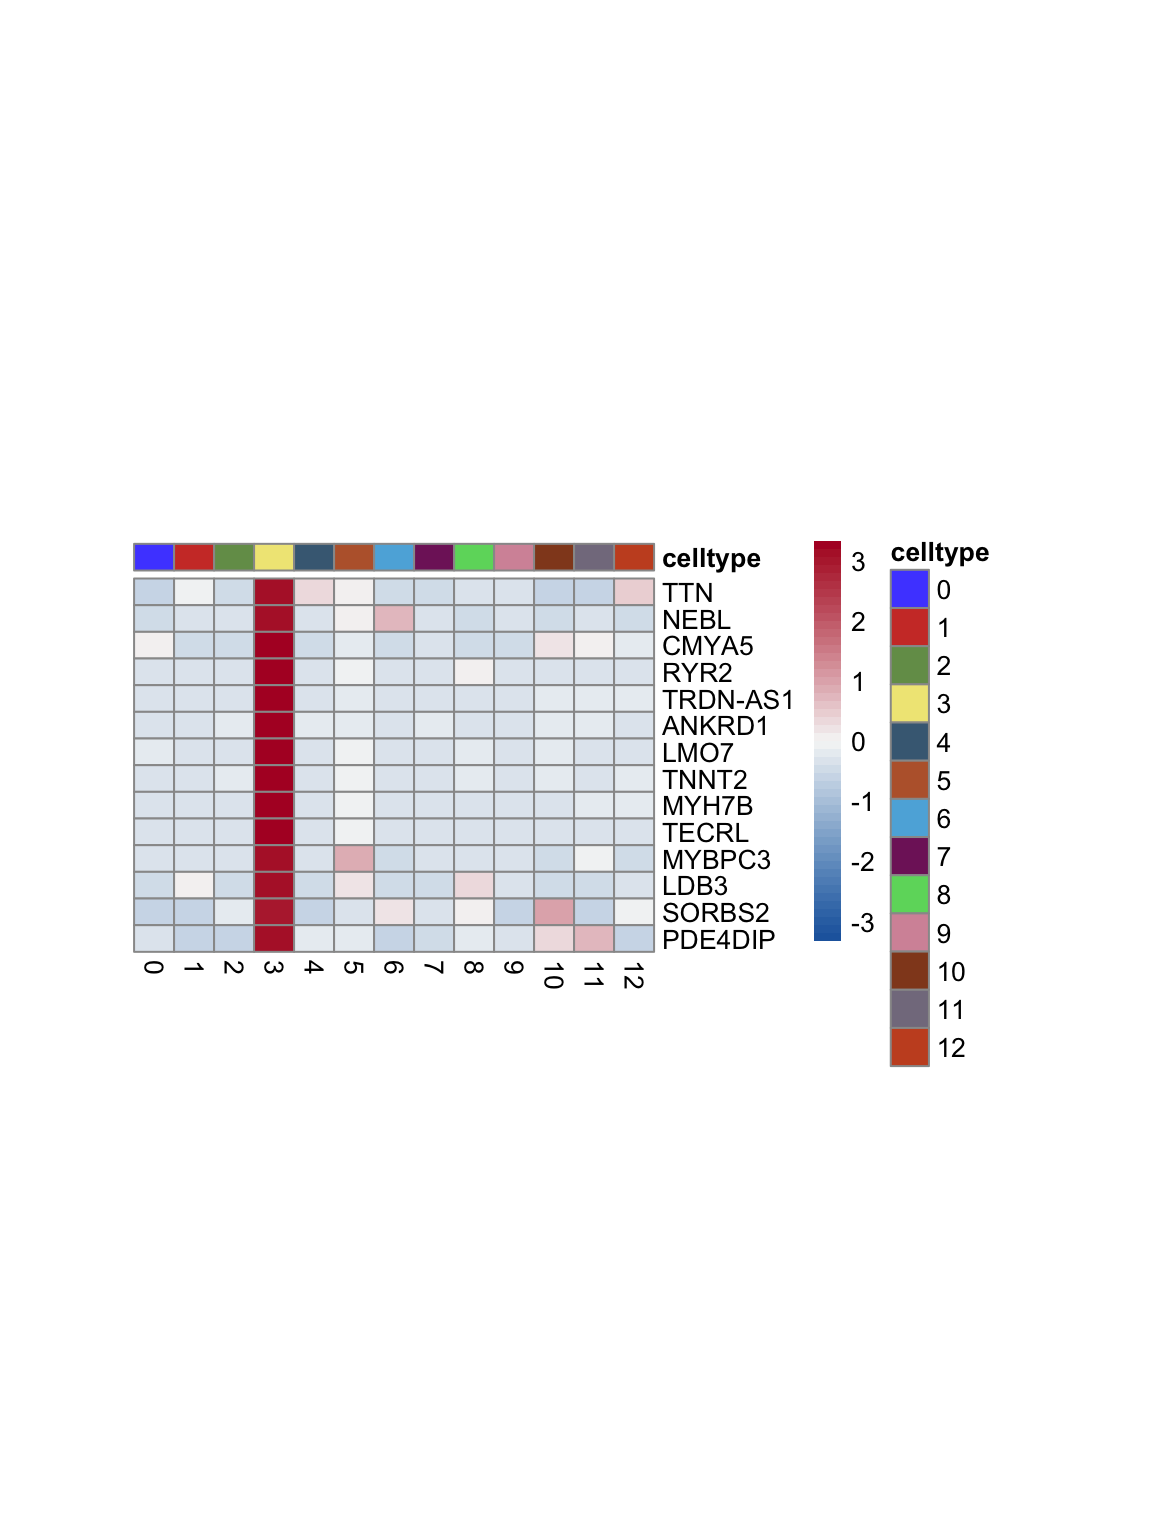 celltype
TTN
NEBL
CMYA5
RYR2
TRDN-AS1
ANKRD1
LMO7
TNNT2
MYH7B
TECRL
MYBPC3
LDB3
SORBS2
PDE4DIP
0 1 2 3 4 5 6 7 8 9 10 11 12
3
2
1
0
-1
-2
-3
celltype
0
1
2
3
4
5
6
7
8
9
10
11
12